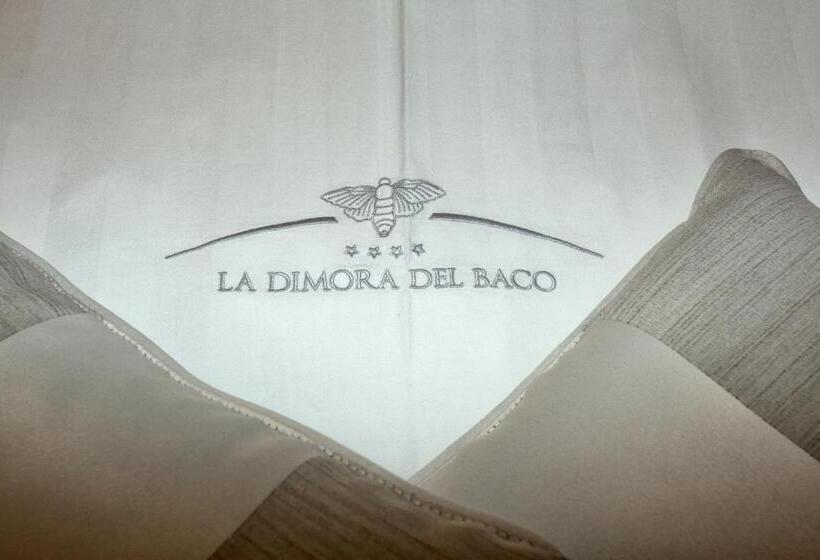 LA DIMORA DEL BACO